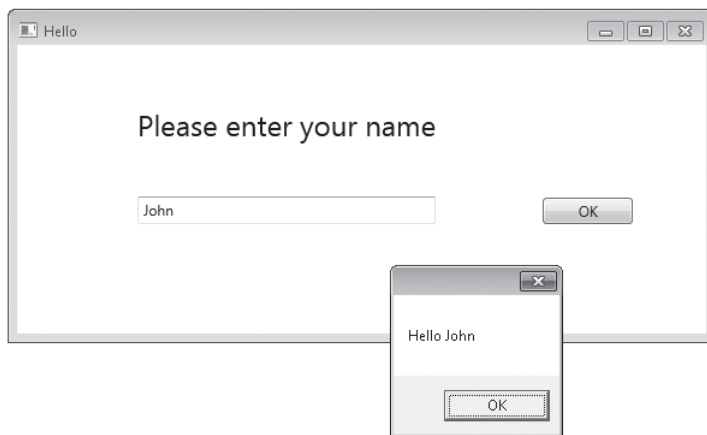 Hello
Please enter your name
John
OK
Hello John
OK